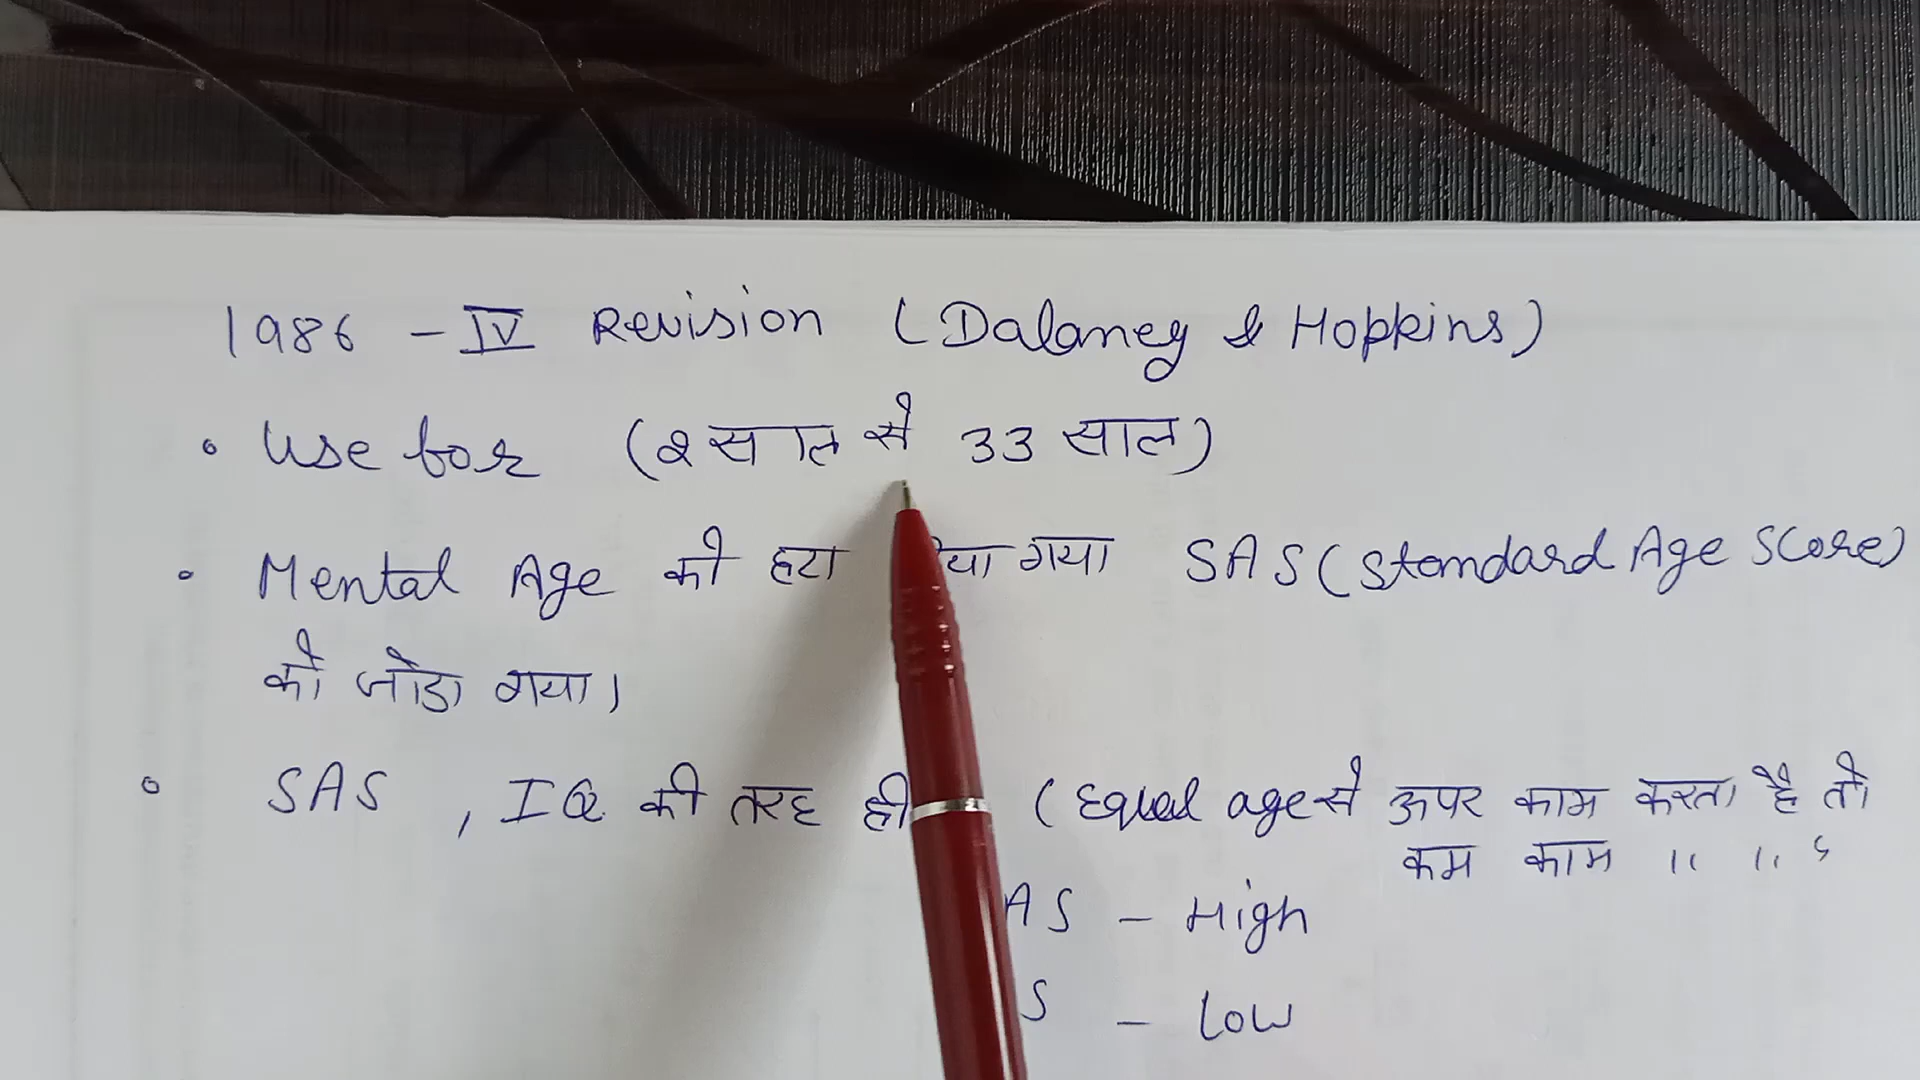 1986 - IV Revision (Dalaney & Hopkins)
• Use for (2 साल से 33 साल)
• Mental Age को हटा गया SAS (Standard Age Score)
को जोडा गया।
• SAS , IQ की तरह ही (Equal age से ऊपर काम करता है तो
कम काम 〃 〃 〃
AS - High
S - Low